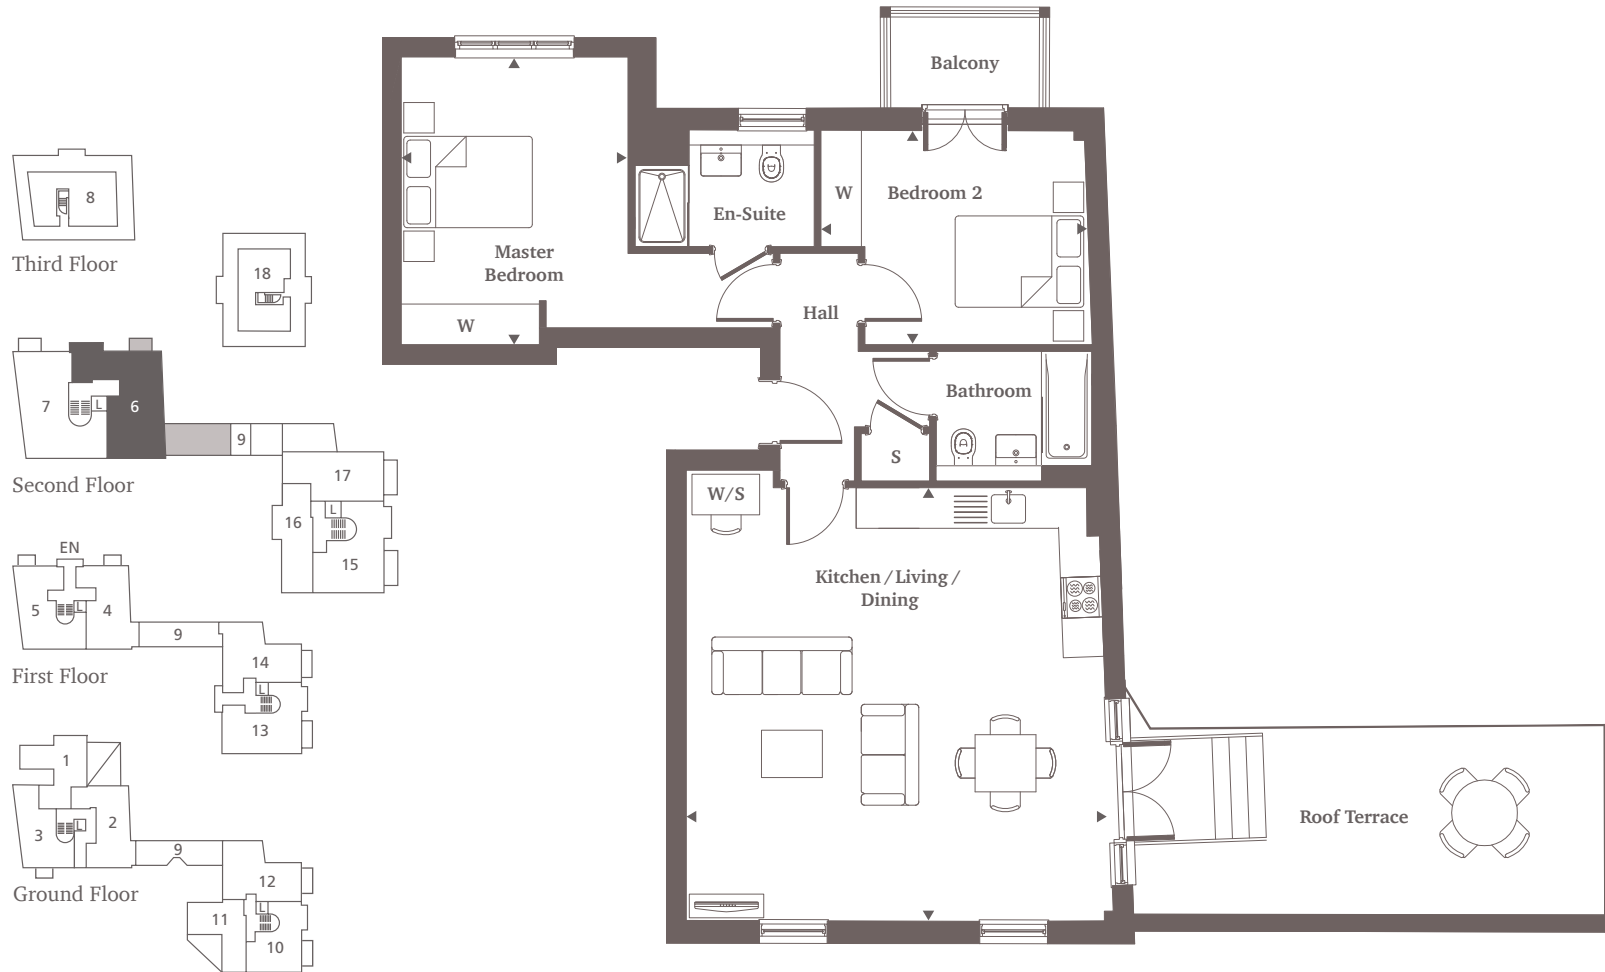 8
Third Floor
18
7
L
6
9
Second Floor
17
16
L
15
EN
5
L
4
9
First Floor
14
L
13
1
3
L
2
9
Ground Floor
12
11
L
10
Balcony
W
Bedroom 2
En-Suite
Master
Bedroom
W
Hall
Bathroom
S
W/S
Kitchen / Living /
Dining
Roof Terrace